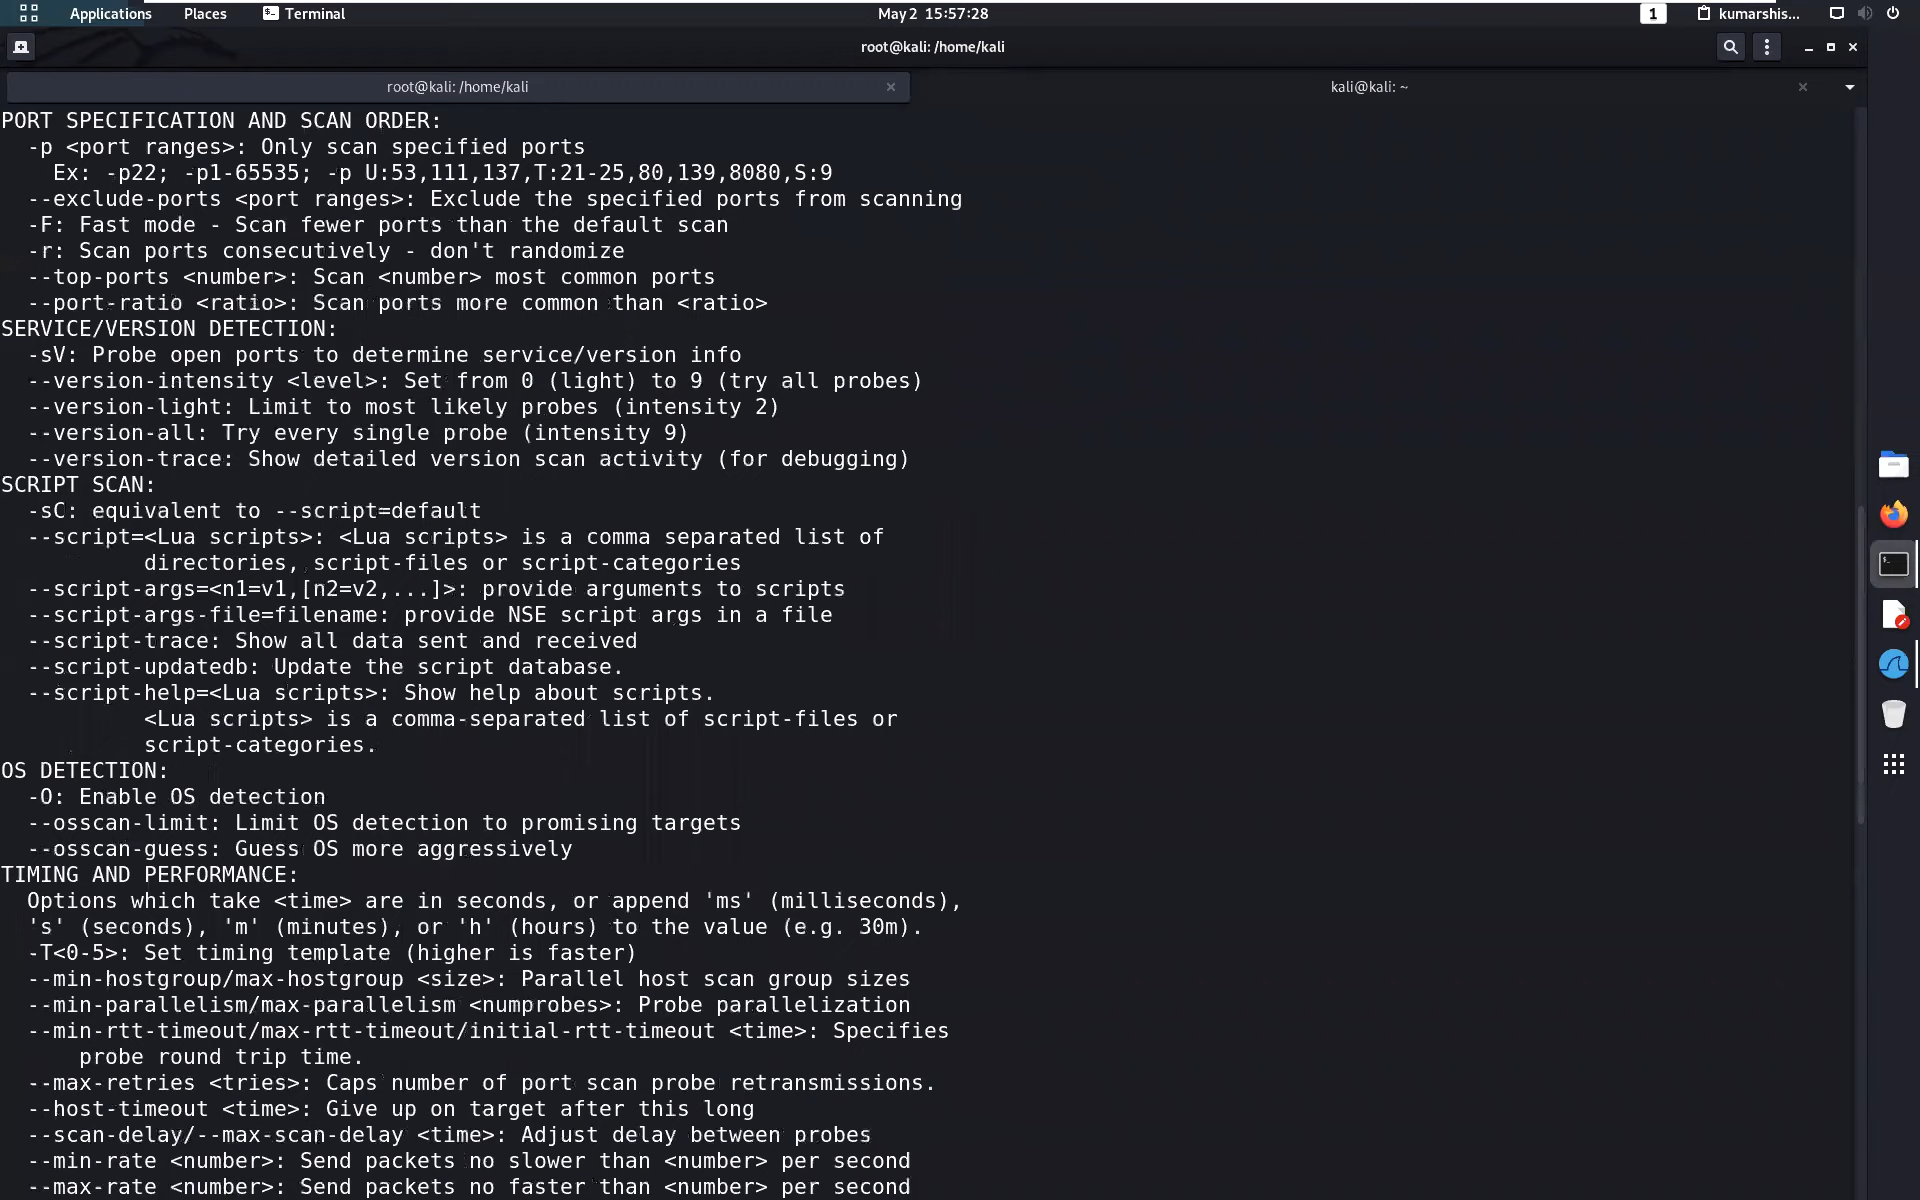 Applications Places Terminal May 2 15:57:28 1 kumarshis...
root@kali: /home/kali
root@kali: /home/kali kali@kali: ~
PORT SPECIFICATION AND SCAN ORDER:
  -p <port ranges>: Only scan specified ports
    Ex: -p22; -p1-65535; -p U:53,111,137,T:21-25,80,139,8080,S:9
  --exclude-ports <port ranges>: Exclude the specified ports from scanning
  -F: Fast mode - Scan fewer ports than the default scan
  -r: Scan ports consecutively - don't randomize
  --top-ports <number>: Scan <number> most common ports
  --port-ratio <ratio>: Scan ports more common than <ratio>
SERVICE/VERSION DETECTION:
  -sV: Probe open ports to determine service/version info
  --version-intensity <level>: Set from 0 (light) to 9 (try all probes)
  --version-light: Limit to most likely probes (intensity 2)
  --version-all: Try every single probe (intensity 9)
  --version-trace: Show detailed version scan activity (for debugging)
SCRIPT SCAN:
  -sC: equivalent to --script=default
  --script=<Lua scripts>: <Lua scripts> is a comma separated list of
           directories, script-files or script-categories
  --script-args=<n1=v1,[n2=v2,...]>: provide arguments to scripts
  --script-args-file=filename: provide NSE script args in a file
  --script-trace: Show all data sent and received
  --script-updatedb: Update the script database.
  --script-help=<Lua scripts>: Show help about scripts.
           <Lua scripts> is a comma-separated list of script-files or
           script-categories.
OS DETECTION:
  -O: Enable OS detection
  --osscan-limit: Limit OS detection to promising targets
  --osscan-guess: Guess OS more aggressively
TIMING AND PERFORMANCE:
  Options which take <time> are in seconds, or append 'ms' (milliseconds),
  's' (seconds), 'm' (minutes), or 'h' (hours) to the value (e.g. 30m).
  -T<0-5>: Set timing template (higher is faster)
  --min-hostgroup/max-hostgroup <size>: Parallel host scan group sizes
  --min-parallelism/max-parallelism <numprobes>: Probe parallelization
  --min-rtt-timeout/max-rtt-timeout/initial-rtt-timeout <time>: Specifies
      probe round trip time.
  --max-retries <tries>: Caps number of port scan probe retransmissions.
  --host-timeout <time>: Give up on target after this long
  --scan-delay/--max-scan-delay <time>: Adjust delay between probes
  --min-rate <number>: Send packets no slower than <number> per second
  --max-rate <number>: Send packets no faster than <number> per second